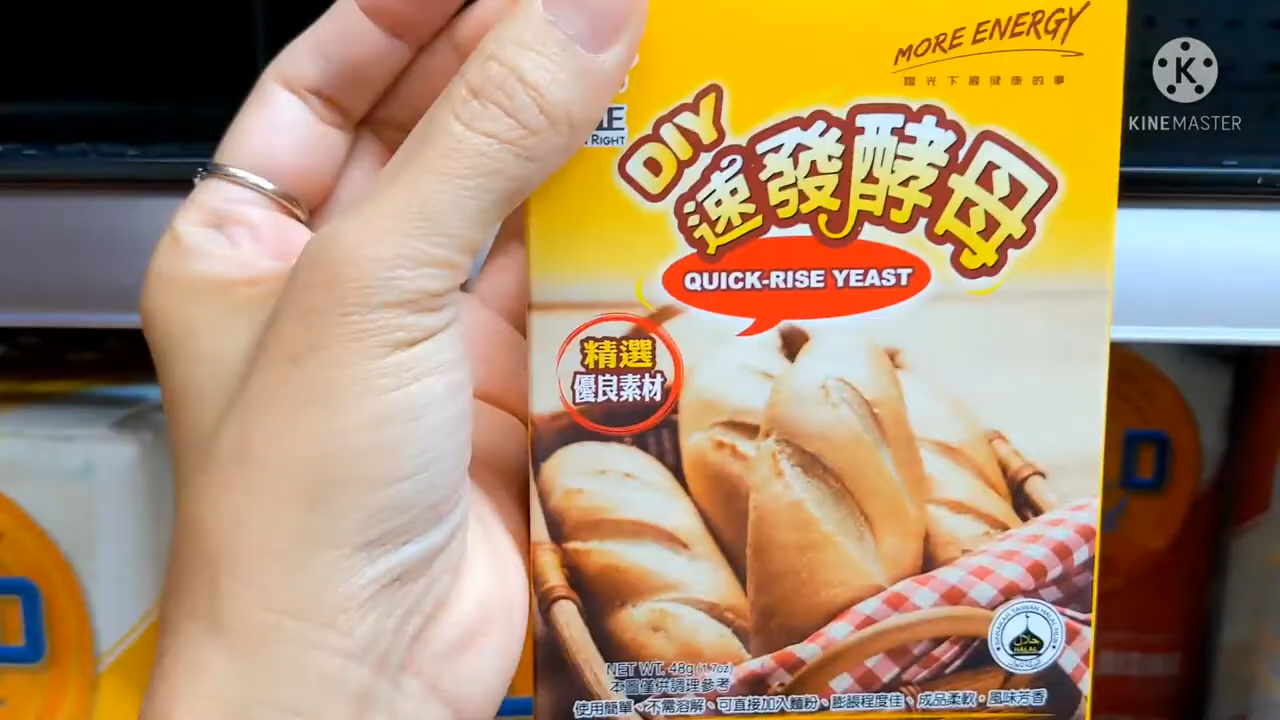 MORE ENERGY
陽光下最健康的事
KINEMASTER
RIGHT
DIY
速發酵母
QUICK-RISE YEAST
精選
優良素材
HALAL
NET WT. 48g (1.7oz)
本圖僅供調理參考
使用簡單、不需溶解、可直接加入麵粉、膨脹程度佳、成品柔軟，風味芳香